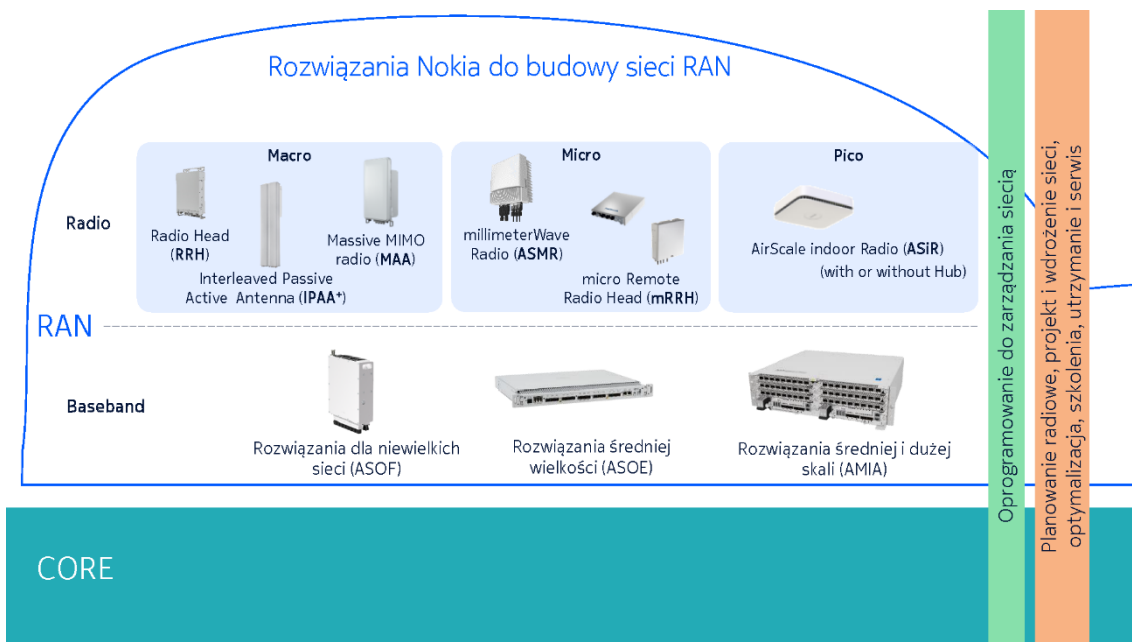 Rozwiązania Nokia do budowy sieci RAN
Macro
Micro
Pico
Radio
Radio Head
(RRH)
Interleaved Passive
Active Antenna (IPAA⁺)
Massive MIMO
radio (MAA)
millimeterWave
Radio (ASMR)
micro Remote
Radio Head (mRRH)
AirScale indoor Radio (ASiR)
(with or without Hub)
RAN
Baseband
Rozwiązania dla niewielkich
sieci (ASOF)
Rozwiązania średniej
wielkości (ASOE)
Rozwiązania średniej i dużej
skali (AMIA)
CORE
Oprogramowanie do zarządzania siecią
Planowanie radiowe, projekt i wdrożenie sieci,
optymalizacja, szkolenia, utrzymanie i serwis